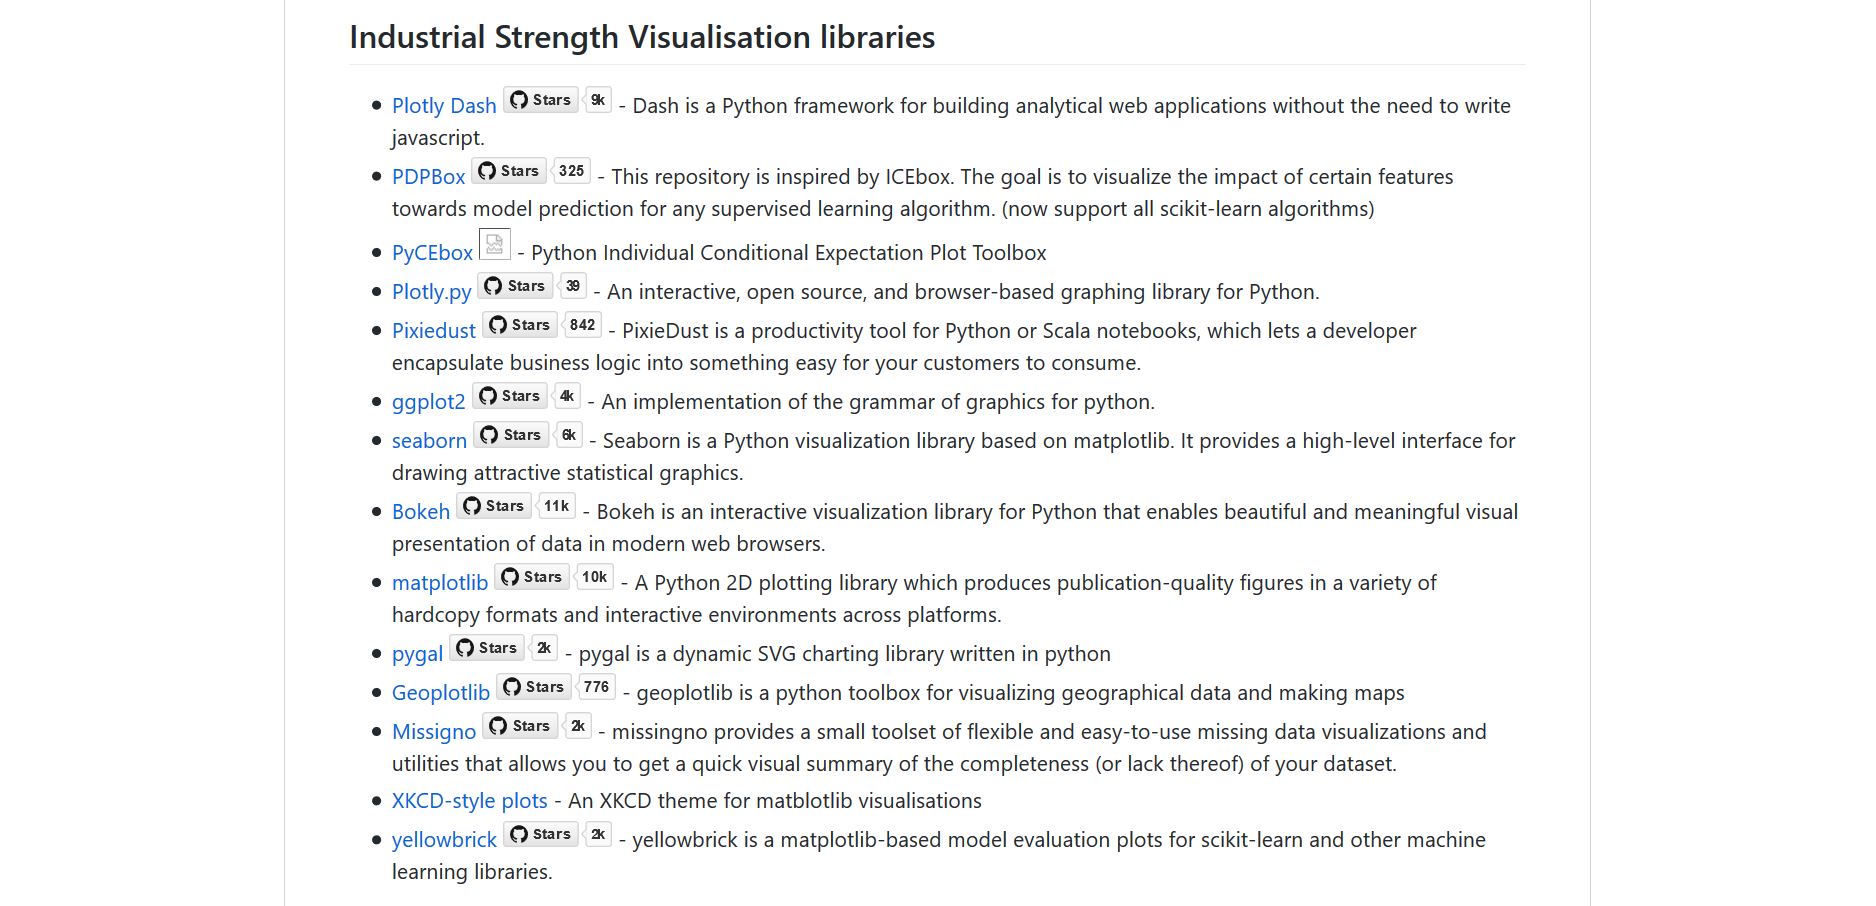 Industrial Strength Visualisation libraries
Plotly Dash Stars 9k - Dash is a Python framework for building analytical web applications without the need to write
javascript.
PDPBox Stars 325 - This repository is inspired by ICEbox. The goal is to visualize the impact of certain features
towards model prediction for any supervised learning algorithm. (now support all scikit-learn algorithms)
PyCEbox - Python Individual Conditional Expectation Plot Toolbox
Plotly.py Stars 39 - An interactive, open source, and browser-based graphing library for Python.
Pixiedust Stars 842 - PixieDust is a productivity tool for Python or Scala notebooks, which lets a developer
encapsulate business logic into something easy for your customers to consume.
ggplot2 Stars 4k - An implementation of the grammar of graphics for python.
seaborn Stars 6k - Seaborn is a Python visualization library based on matplotlib. It provides a high-level interface for
drawing attractive statistical graphics.
Bokeh Stars 11k - Bokeh is an interactive visualization library for Python that enables beautiful and meaningful visual
presentation of data in modern web browsers.
matplotlib Stars 10k - A Python 2D plotting library which produces publication-quality figures in a variety of
hardcopy formats and interactive environments across platforms.
pygal Stars 2k - pygal is a dynamic SVG charting library written in python
Geoplotlib Stars 776 - geoplotlib is a python toolbox for visualizing geographical data and making maps
Missigno Stars 2k - missingno provides a small toolset of flexible and easy-to-use missing data visualizations and
utilities that allows you to get a quick visual summary of the completeness (or lack thereof) of your dataset.
XKCD-style plots - An XKCD theme for matblotlib visualisations
yellowbrick Stars 2k - yellowbrick is a matplotlib-based model evaluation plots for scikit-learn and other machine
learning libraries.